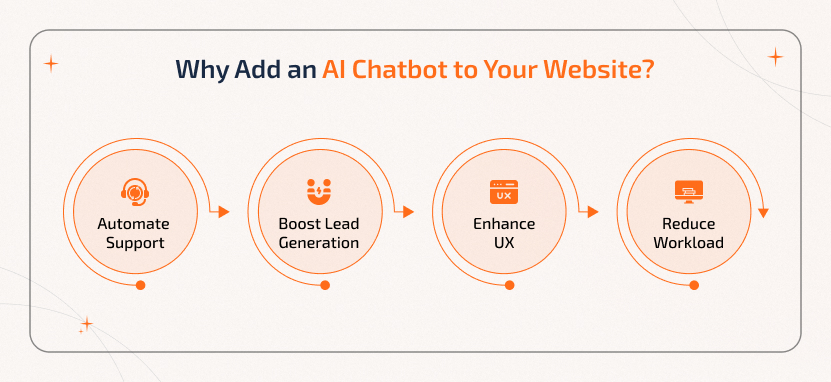 Why Add an AI Chatbot to Your Website?
Automate
Support
Boost Lead
Generation
UX
Enhance
UX
Reduce
Workload